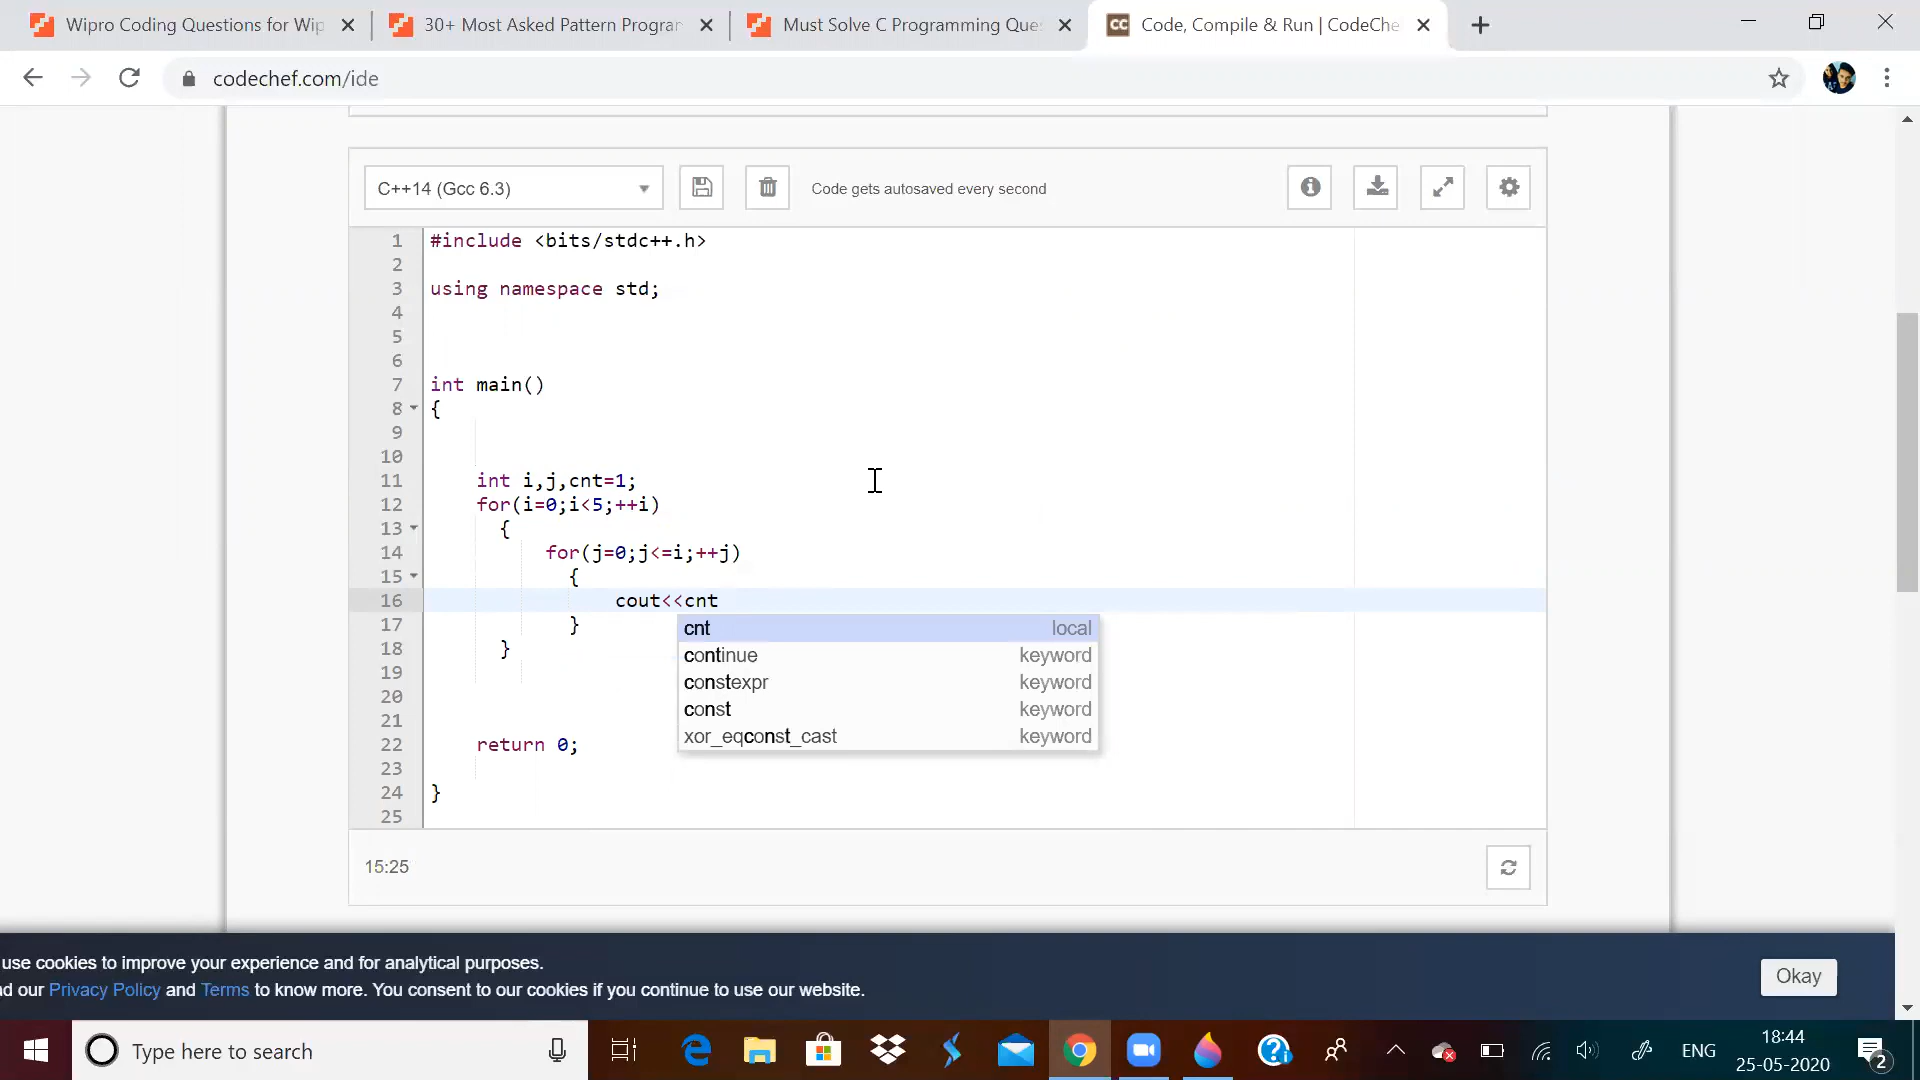 Wipro Coding Questions for Wip
30+ Most Asked Pattern Program
Must Solve C Programming Que
CC Code, Compile & Run | CodeChe
codechef.com/ide
C++14 (Gcc 6.3)
Code gets autosaved every second
1 #include <bits/stdc++.h>
2
3 using namespace std;
4
5
6
7 int main()
8 {
9
10
11 int i,j,cnt=1;
12 for(i=0;i<5;++i)
13 {
14 for(j=0;j<=i;++j)
15 {
16 cout<<cnt
17 }
cnt local
18 }
continue keyword
19
constexpr keyword
20
const keyword
21
xor_eqconst_cast keyword
22 return 0;
23
24 }
25
15:25
use cookies to improve your experience and for analytical purposes.
Okay
d our Privacy Policy and Terms to know more. You consent to our cookies if you continue to use our website.
Type here to search
ENG
18:44
25-05-2020
2